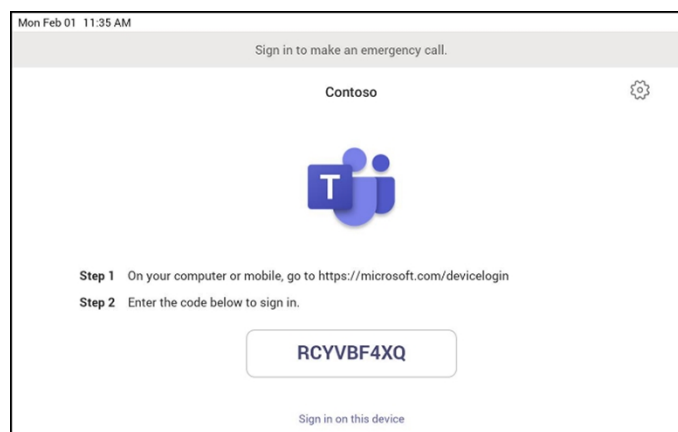 Mon Feb 01 11:35 AM
Sign in to make an emergency call.
Contoso
T
Step 1 On your computer or mobile, go to https://microsoft.com/devicelogin
Step 2 Enter the code below to sign in.
RCYVBF4XQ
Sign in on this device